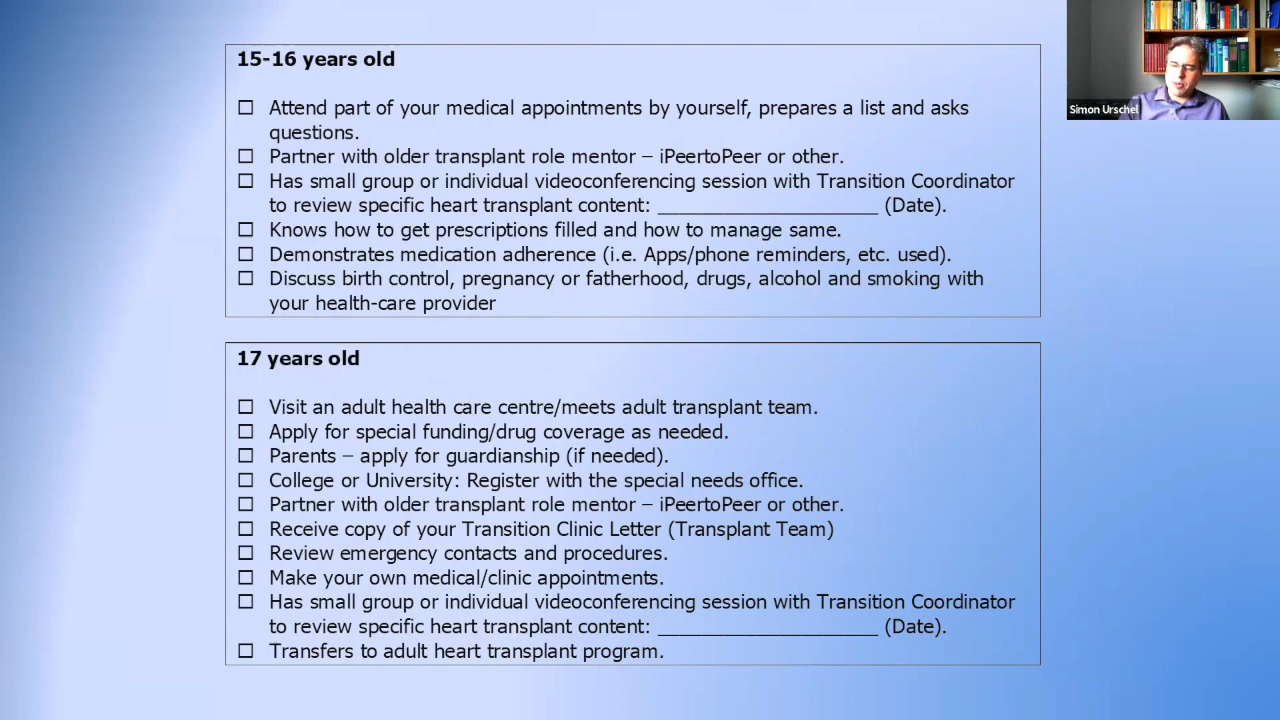 15-16 years old
☐ Attend part of your medical appointments by yourself, prepares a list and asks
questions.
☐ Partner with older transplant role mentor – iPeertoPeer or other.
☐ Has small group or individual videoconferencing session with Transition Coordinator
to review specific heart transplant content: ____________________ (Date).
☐ Knows how to get prescriptions filled and how to manage same.
☐ Demonstrates medication adherence (i.e. Apps/phone reminders, etc. used).
☐ Discuss birth control, pregnancy or fatherhood, drugs, alcohol and smoking with
your health-care provider
17 years old
☐ Visit an adult health care centre/meets adult transplant team.
☐ Apply for special funding/drug coverage as needed.
☐ Parents – apply for guardianship (if needed).
☐ College or University: Register with the special needs office.
☐ Partner with older transplant role mentor – iPeertoPeer or other.
☐ Receive copy of your Transition Clinic Letter (Transplant Team)
☐ Review emergency contacts and procedures.
☐ Make your own medical/clinic appointments.
☐ Has small group or individual videoconferencing session with Transition Coordinator
to review specific heart transplant content: ____________________ (Date).
☐ Transfers to adult heart transplant program.
Simon Urschel